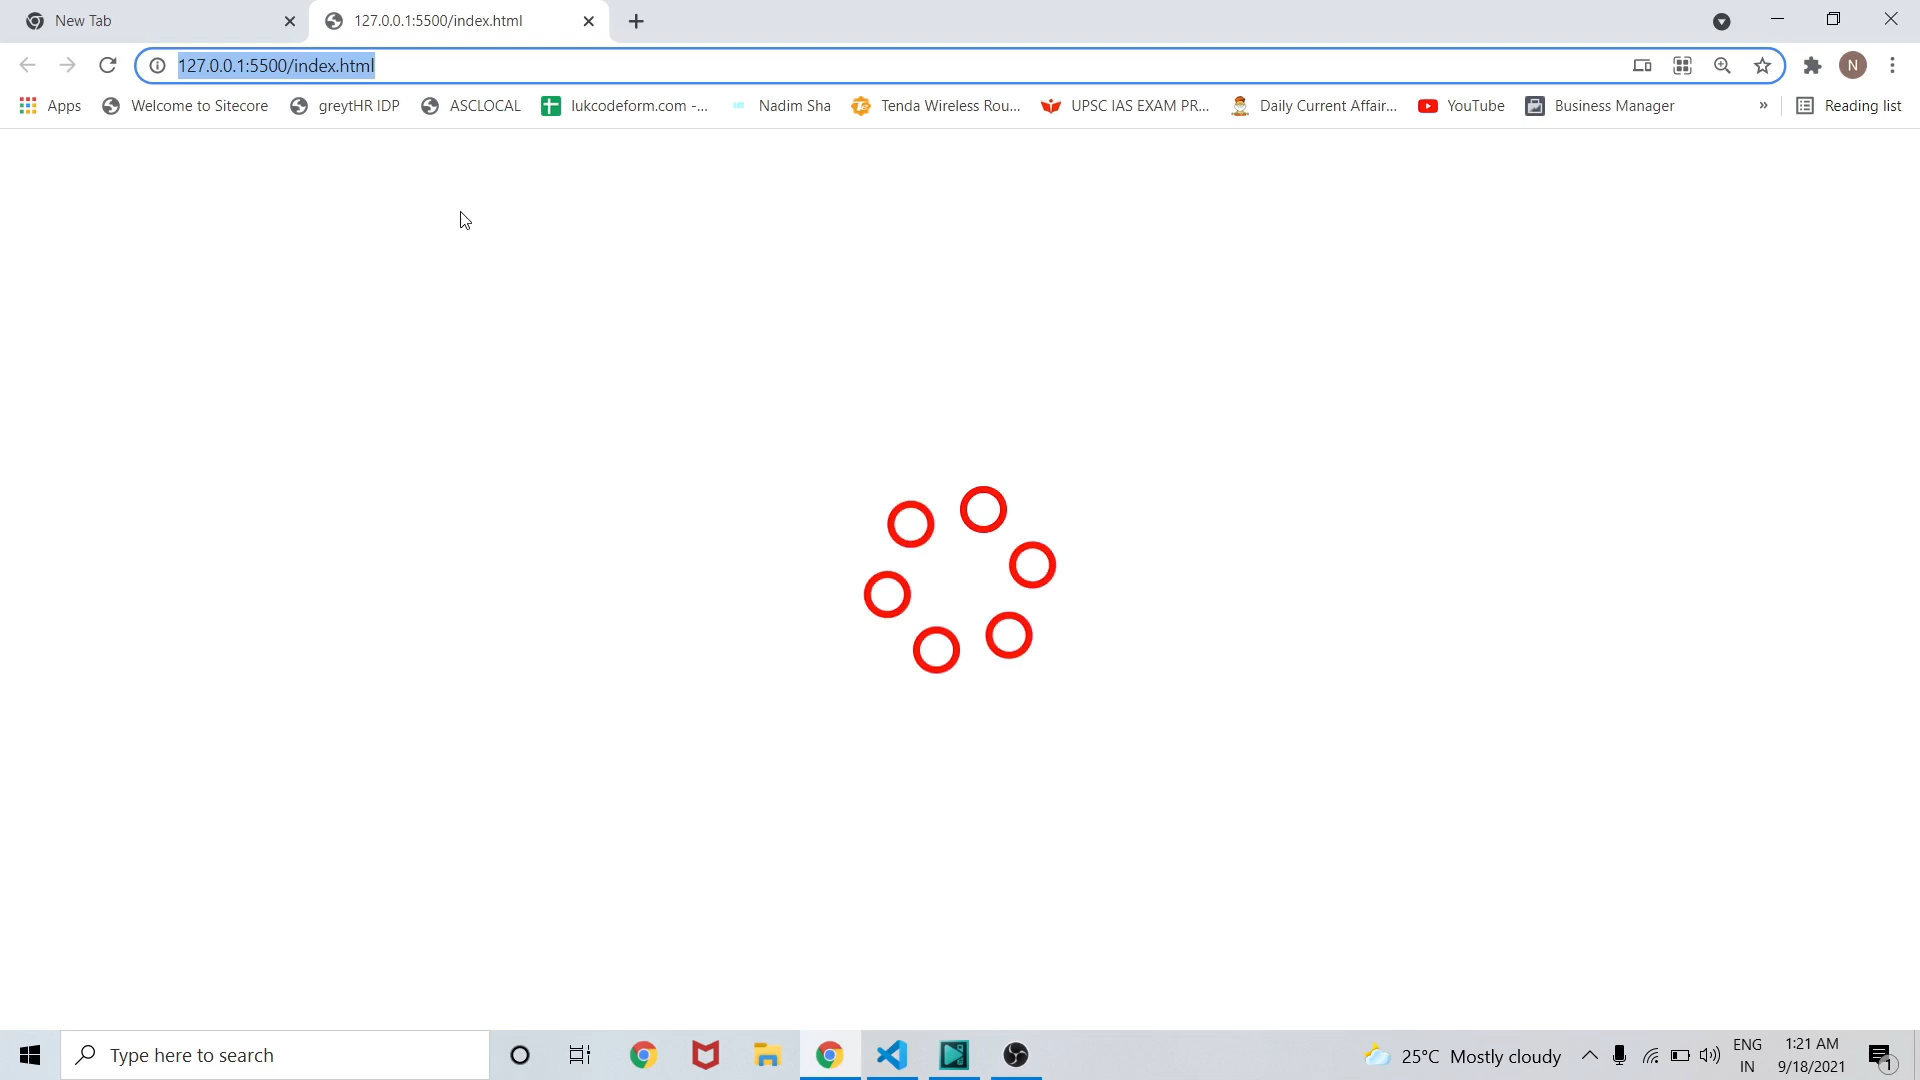 New Tab
127.0.0.1:5500/index.html
127.0.0.1:5500/index.html
N
Apps
Welcome to Sitecore
greytHR IDP
ASCLOCAL
lukcodeform.com -...
Nadim Sha
Tenda Wireless Rou...
UPSC IAS EXAM PR...
Daily Current Affair...
YouTube
Business Manager
»
Reading list
Type here to search
25°C Mostly cloudy
ENG
IN
1:21 AM
9/18/2021
1